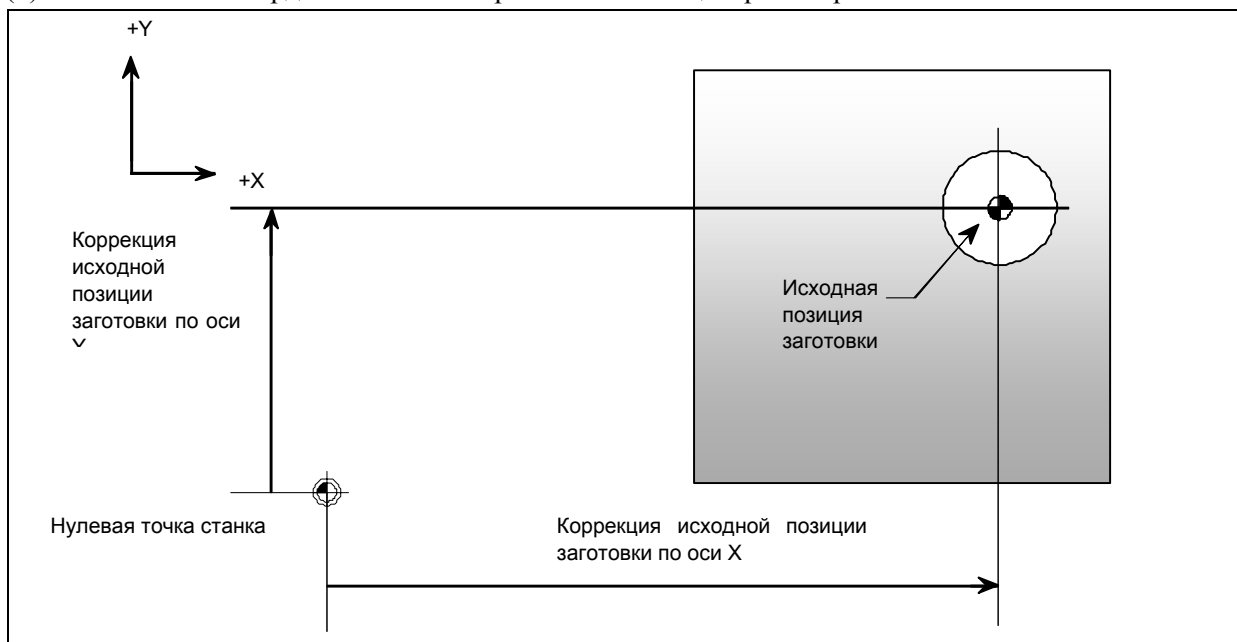 +Y
+X
Коррекция
исходной
позиции
заготовки по оси
Y
Исходная
позиция
заготовки
Нулевая точка станка
Коррекция исходной позиции
заготовки по оси X